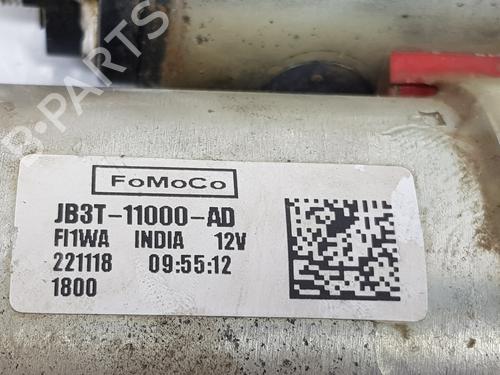 B-PARTS
FoMoCo
JB3T-11000-AD
FI1WA INDIA 12V
221118 09:55:12
1800